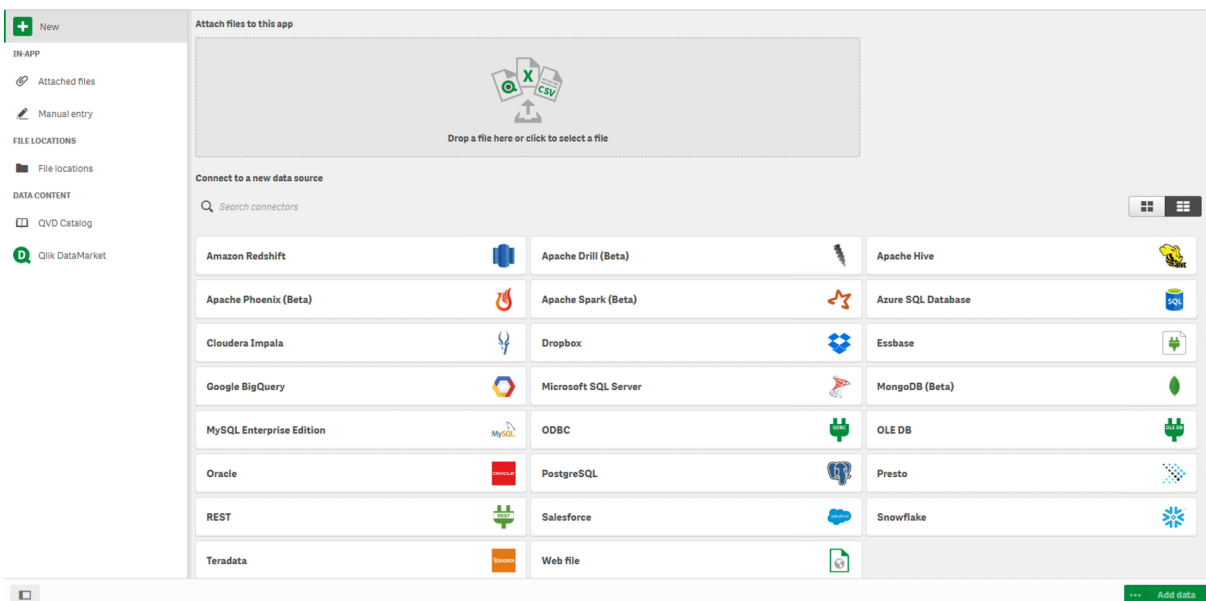 New
IN-APP
Attached files
Manual entry
FILE LOCATIONS
File locations
DATA CONTENT
QVD Catalog
Qlik DataMarket
Attach files to this app
X
CSV
Drop a file here or click to select a file
Connect to a new data source
Search connectors
Amazon Redshift
Apache Drill (Beta)
Apache Hive
HIVE
Apache Phoenix (Beta)
Apache Spark (Beta)
Azure SQL Database
SQL
Cloudera Impala
Dropbox
Essbase
Google BigQuery
Microsoft SQL Server
MongoDB (Beta)
MySQL Enterprise Edition
MySQL
ODBC
ODBC
OLE DB
OLE DB
Oracle
ORACLE
PostgreSQL
Presto
REST
REST
Salesforce
salesforce
Snowflake
Teradata
TERADATA
Web file
Add data